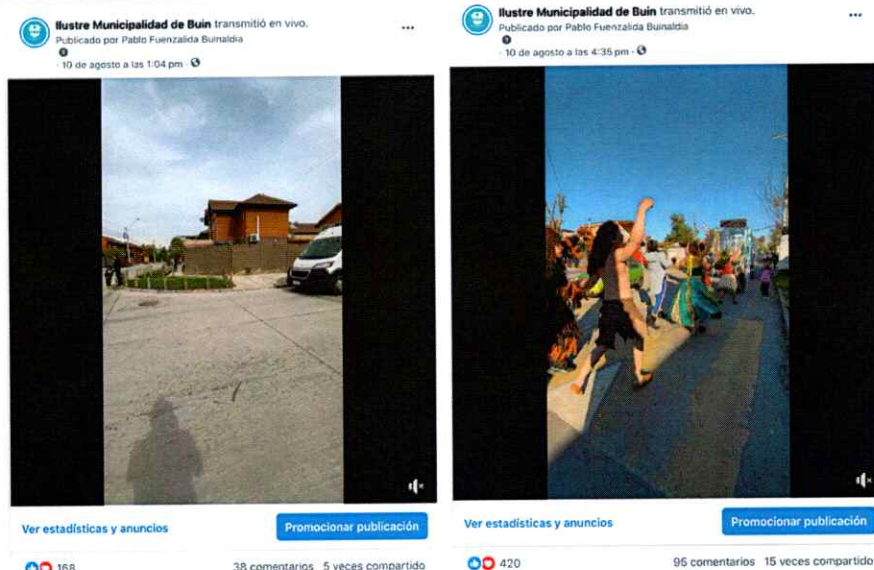 Ilustre Municipalidad de Buin transmitió en vivo.
Publicado por Pablo Fuenzalida Buinaldia
10 de agosto a las 1:04 pm ·
Ver estadísticas y anuncios
Promocionar publicación
168
38 comentarios 5 veces compartido
Ilustre Municipalidad de Buin transmitió en vivo.
Publicado por Pablo Fuenzalida Buinaldia
· 10 de agosto a las 4:35 pm ·
Ver estadísticas y anuncios
Promocionar publicación
420
95 comentarios 15 veces compartido